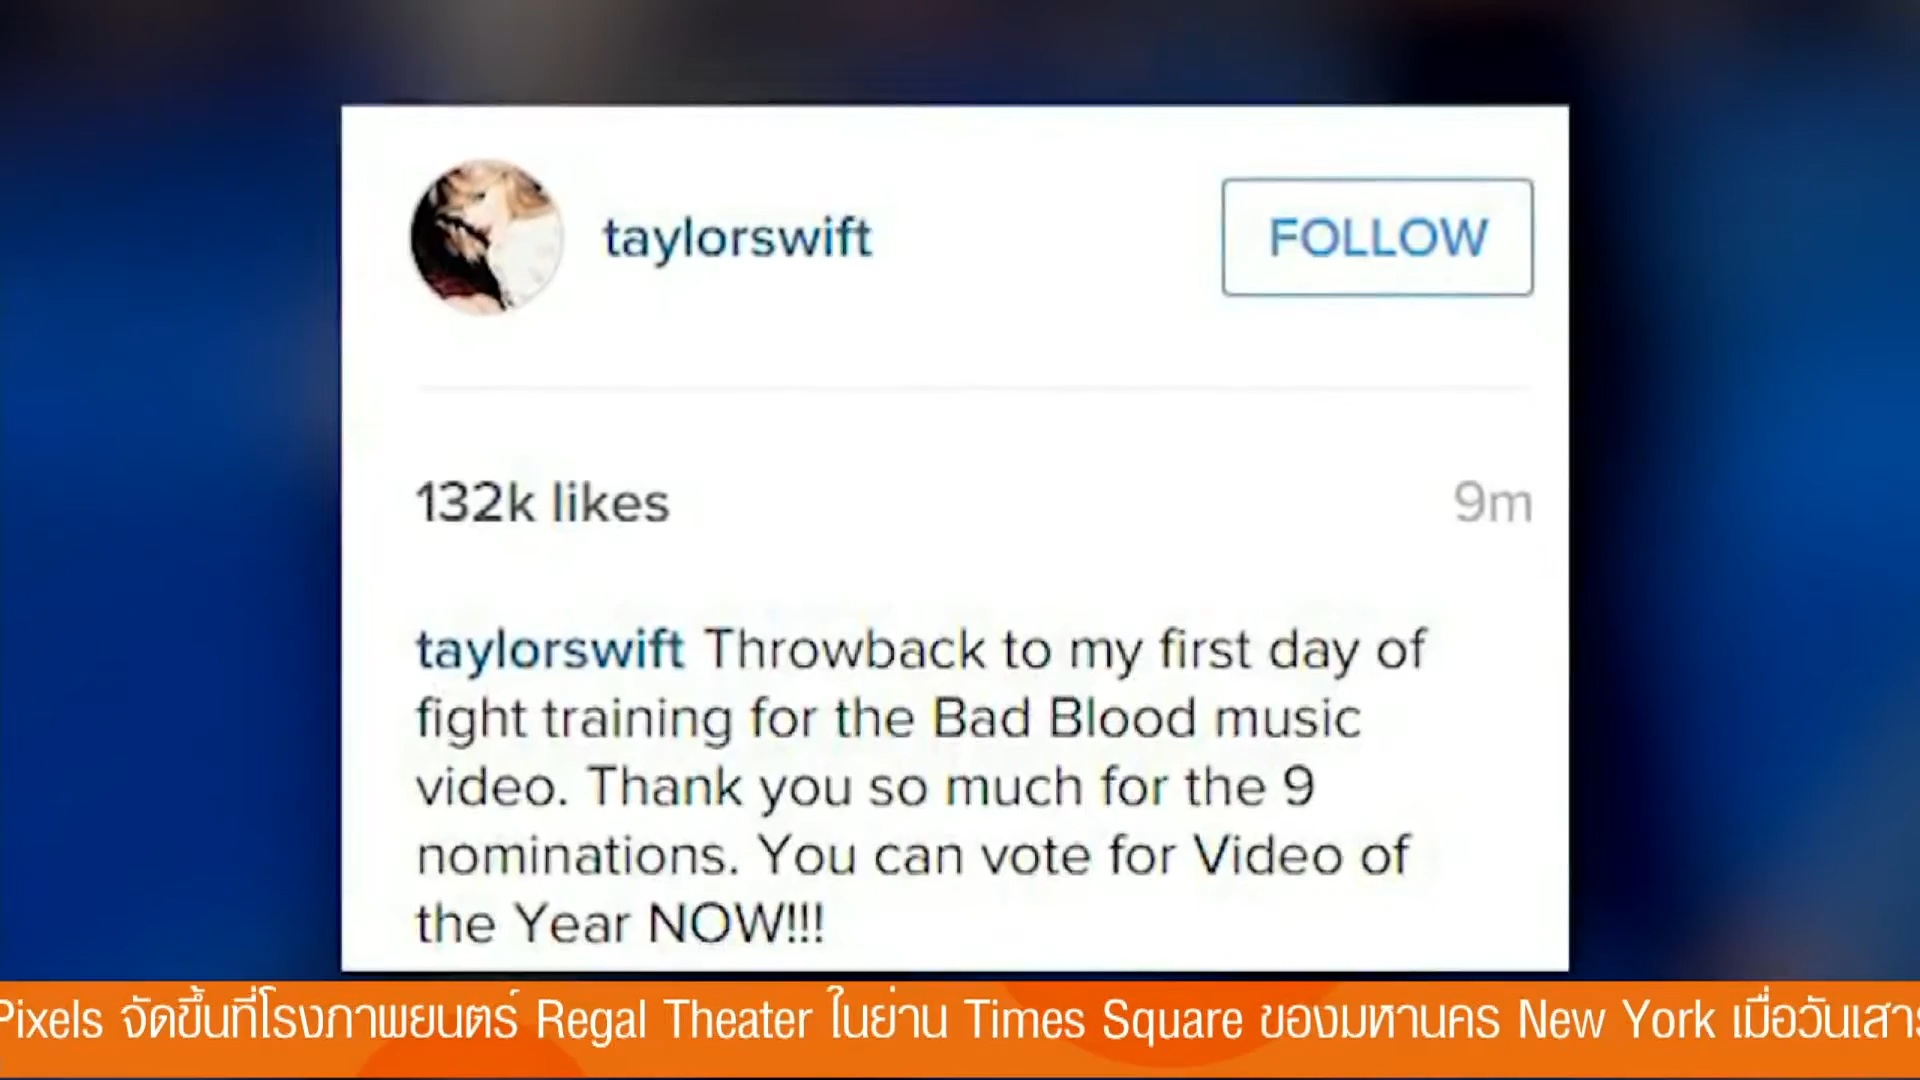 taylorswift
FOLLOW
132k likes
9m
taylorswift Throwback to my first day of
fight training for the Bad Blood music
video. Thank you so much for the 9
nominations. You can vote for Video of
the Year NOW!!!
Pixels จัดขึ้นที่โรงภาพยนตร์ Regal Theater ในย่าน Times Square ของมหานคร New York เมื่อวันเสาร